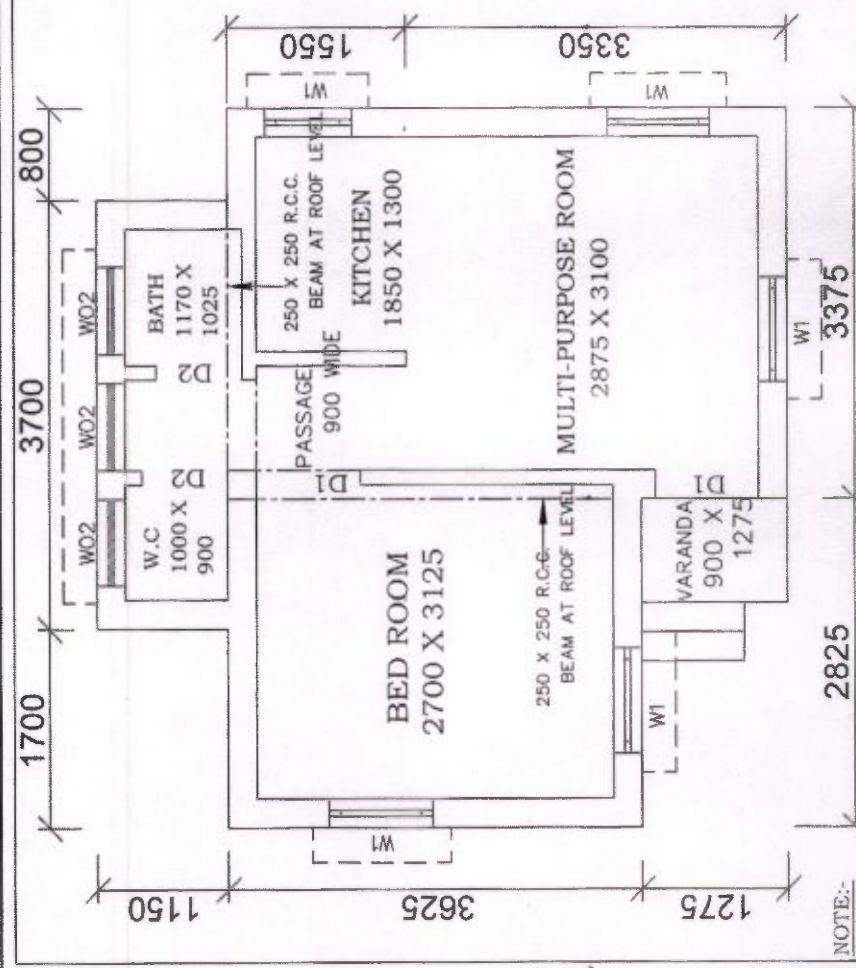 800
3700
1700
1550
3350
1150
3625
1275
3375
2825
WO2
WO2
WO2
BATH
1170 X
1025
D2
D2
W.C
1000 X
900
250 X 250 R.C.C.
BEAM AT ROOF LEVEL
KITCHEN
1850 X 1300
W1
W1
PASSAGE
900 WIDE
D1
MULTI-PURPOSE ROOM
2875 X 3100
BED ROOM
2700 X 3125
250 X 250 R.C.C.
BEAM AT ROOF LEVEL
VARANDA
900 X
1275
D1
W1
W1
W1
NOTE:-